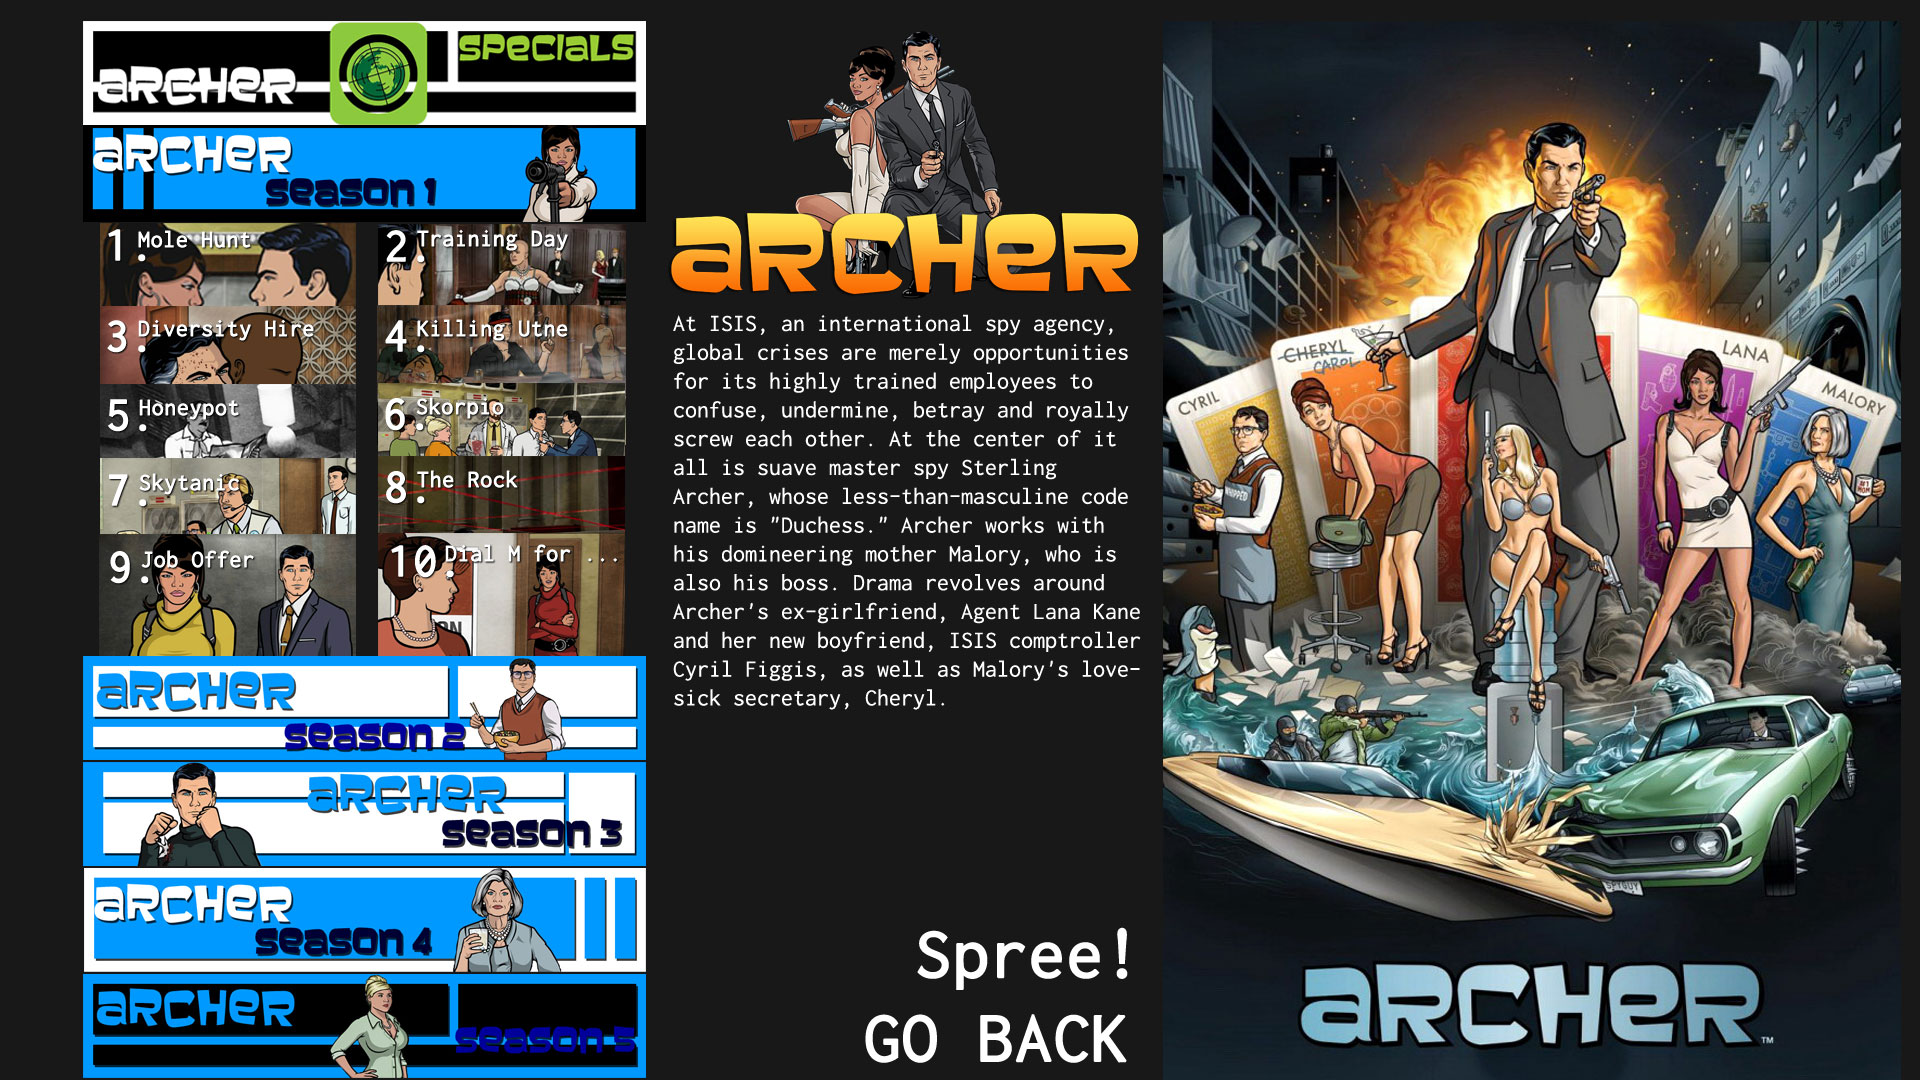 ARCHER
SPECIALS
ARCHER
season 1
1. Mole Hunt
2. Training Day
3. Diversity Hire
4. Killing Utne
5. Honeypot
6. Skorpio
7. Skytanic
8. The Rock
9. Job Offer
10. Dial M for ...
ARCHER
season 2
ARCHER
season 3
ARCHER
season 4
ARCHER
season 5
ARCHER
At ISIS, an international spy agency,
global crises are merely opportunities
for its highly trained employees to
confuse, undermine, betray and royally
screw each other. At the center of it
all is suave master spy Sterling
Archer, whose less-than-masculine code
name is "Duchess." Archer works with
his domineering mother Malory, who is
also his boss. Drama revolves around
Archer's ex-girlfriend, Agent Lana Kane
and her new boyfriend, ISIS comptroller
Cyril Figgis, as well as Malory's love-
sick secretary, Cheryl.
Spree!
GO BACK
CYRIL
CHERYL
CAROL
LANA
MALORY
#1
MOM
WHIPPED
SPYGUY
ARCHER™